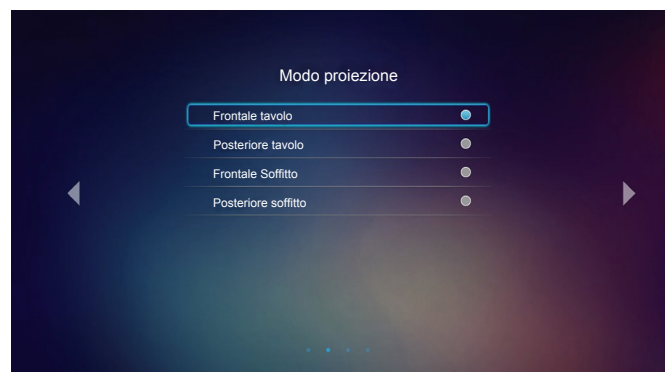 Modo proiezione
Frontale tavolo
Posteriore tavolo
Frontale Soffitto
Posteriore soffitto